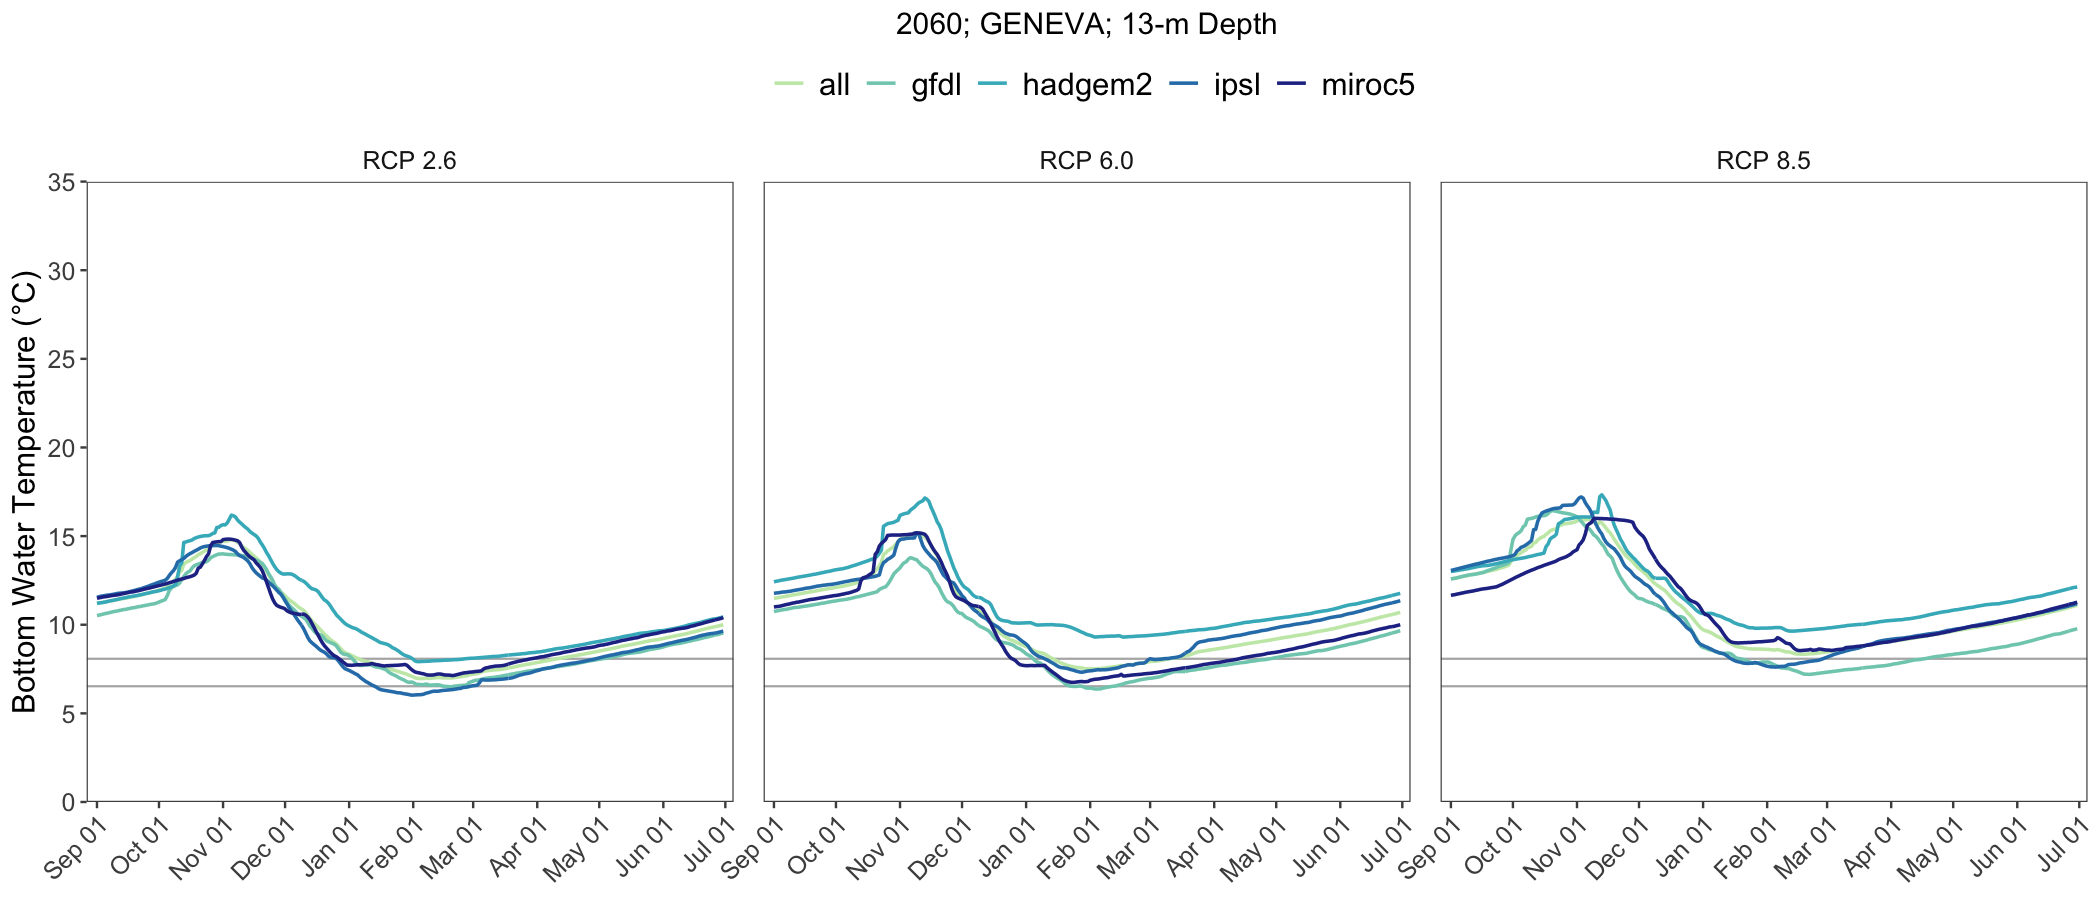 2060; GENEVA; 13-m Depth
all gfdl hadgem2 ipsl miroc5
RCP 2.6 RCP 6.0 RCP 8.5
Bottom Water Temperature (°C)
35
30
25
20
15
10
5
0
Sep 01 Oct 01 Nov 01 Dec 01 Jan 01 Feb 01 Mar 01 Apr 01 May 01 Jun 01 Jul 01 Sep 01 Oct 01 Nov 01 Dec 01 Jan 01 Feb 01 Mar 01 Apr 01 May 01 Jun 01 Jul 01 Sep 01 Oct 01 Nov 01 Dec 01 Jan 01 Feb 01 Mar 01 Apr 01 May 01 Jun 01 Jul 01